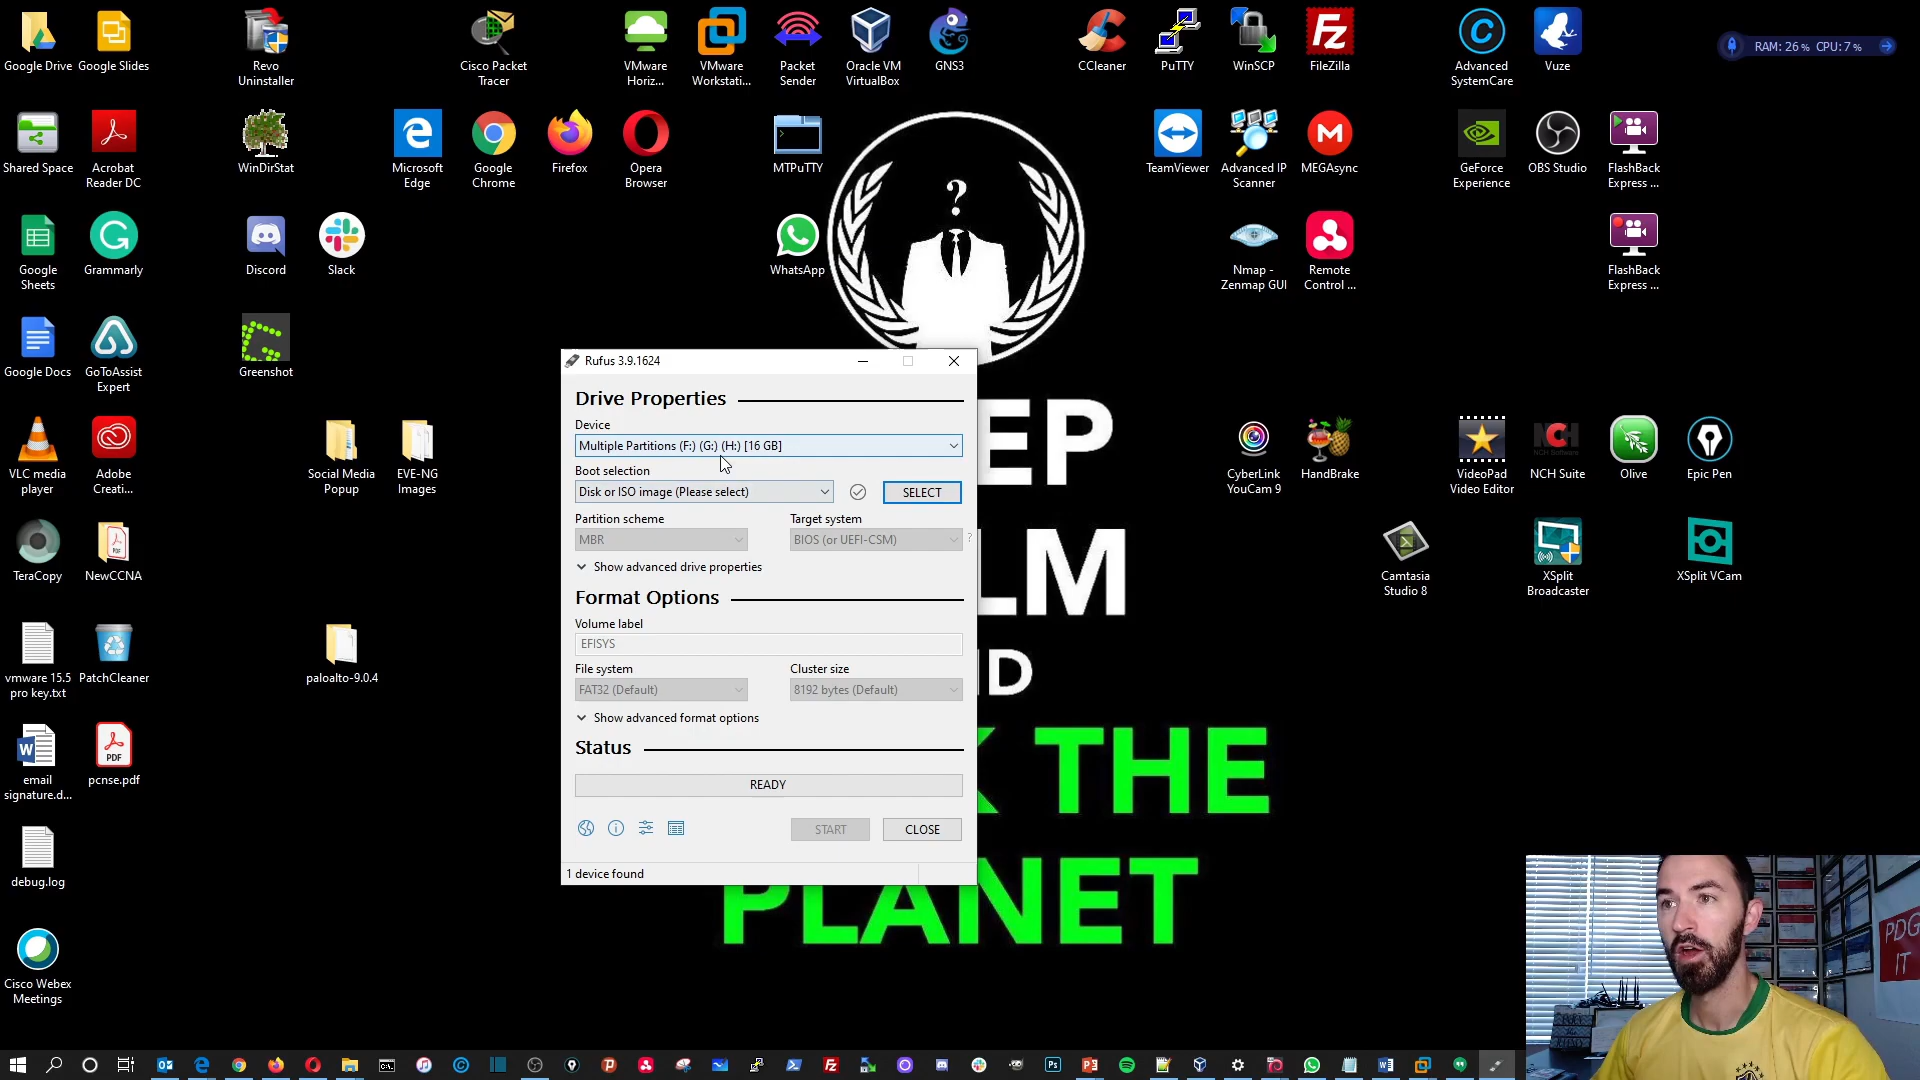 Google Drive
Google Slides
Revo
Uninstaller
Cisco Packet
Tracer
VMware
Horiz...
VMware
Workstati...
Packet
Sender
Oracle VM
VirtualBox
GNS3
CCleaner
PuTTY
WinSCP
FileZilla
Advanced
SystemCare
Vuze
RAM: 26 % CPU: 7 %
Shared Space
Acrobat
Reader DC
WinDirStat
Microsoft
Edge
Google
Chrome
Firefox
Opera
Browser
MTPuTTY
?
TeamViewer
Advanced IP
Scanner
MEGAsync
GeForce
Experience
OBS Studio
FlashBack
Express ...
Google
Sheets
Grammarly
Discord
Slack
WhatsApp
Nmap -
Zenmap GUI
Remote
Control ...
FlashBack
Express ...
Google Docs
GoToAssist
Expert
Greenshot
VLC media
player
Adobe
Creati...
Social Media
Popup
EVE-NG
Images
CyberLink
YouCam 9
HandBrake
VideoPad
Video Editor
NCH
NCH Suite
Olive
Epic Pen
TeraCopy
NewCCNA
Camtasia
Studio 8
XSplit
Broadcaster
XSplit VCam
vmware 15.5
pro key.txt
PatchCleaner
paloalto-9.0.4
email
signature.d...
PDF
pcnse.pdf
debug.log
Cisco Webex
Meetings
Rufus 3.9.1624
Drive Properties
Device
Multiple Partitions (F:) (G:) (H:) [16 GB]
Boot selection
Disk or ISO image (Please select)
SELECT
Partition scheme
Target system
MBR
BIOS (or UEFI-CSM)
?
Show advanced drive properties
Format Options
Volume label
EFISYS
File system
Cluster size
FAT32 (Default)
8192 bytes (Default)
Show advanced format options
Status
READY
START
CLOSE
1 device found
EP
LM
ND
K THE
PLANET
PDG
IT